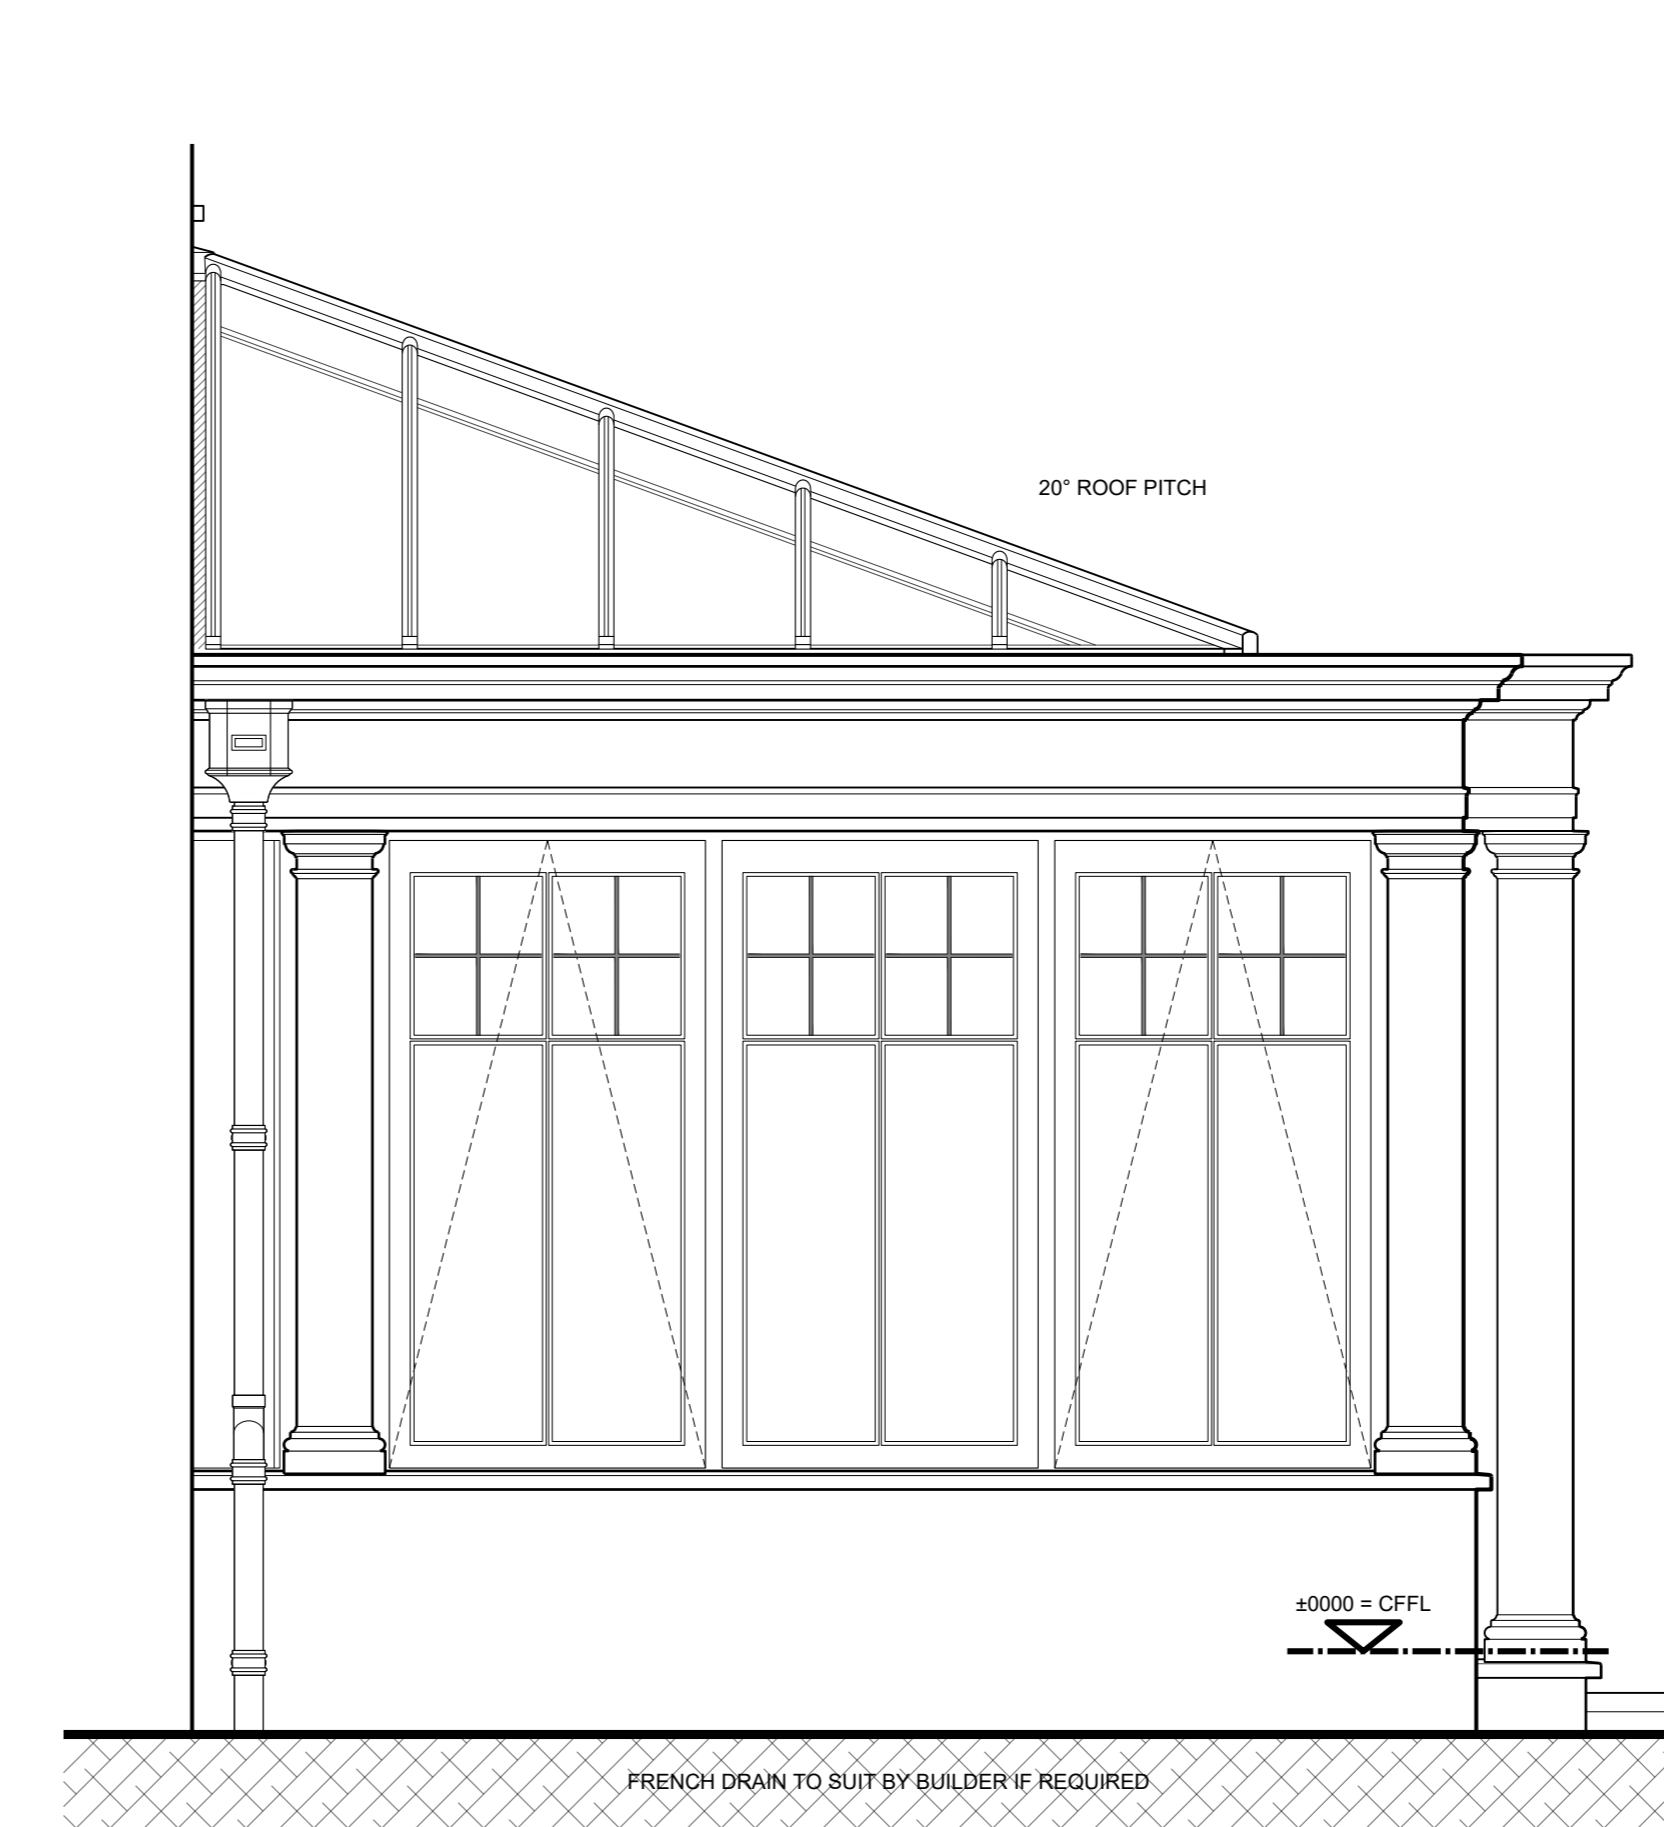 20° ROOF PITCH
±0000 = CFFL
FRENCH DRAIN TO SUIT BY BUILDER IF REQUIRED